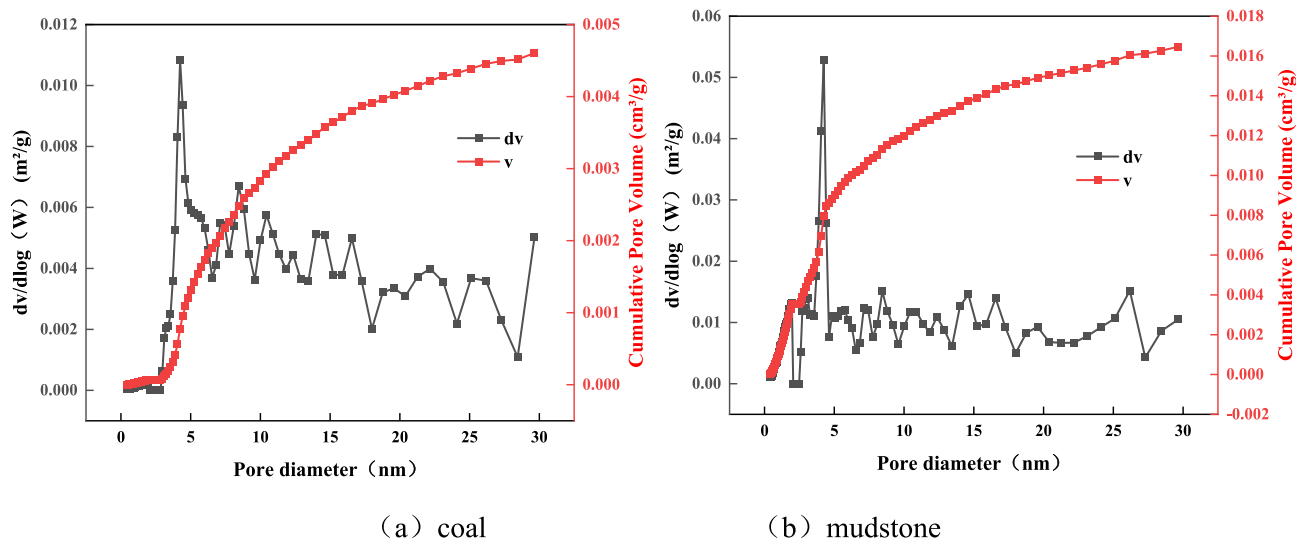 0.012
0.010
0.008
0.006
0.004
0.002
0.000
dv/dlog（W）(m²/g)
0.005
0.004
0.003
0.002
0.001
0.000
Cumulative Pore Volume (cm³/g)
dv
v
0 5 10 15 20 25 30
Pore diameter（nm）
（a）coal
0.06
0.05
0.04
0.03
0.02
0.01
0.00
dv/dlog（W）(m²/g)
0.018
0.016
0.014
0.012
0.010
0.008
0.006
0.004
0.002
0.000
-0.002
Cumulative Pore Volume (cm³/g)
dv
v
0 5 10 15 20 25 30
Pore diameter（nm）
（b）mudstone